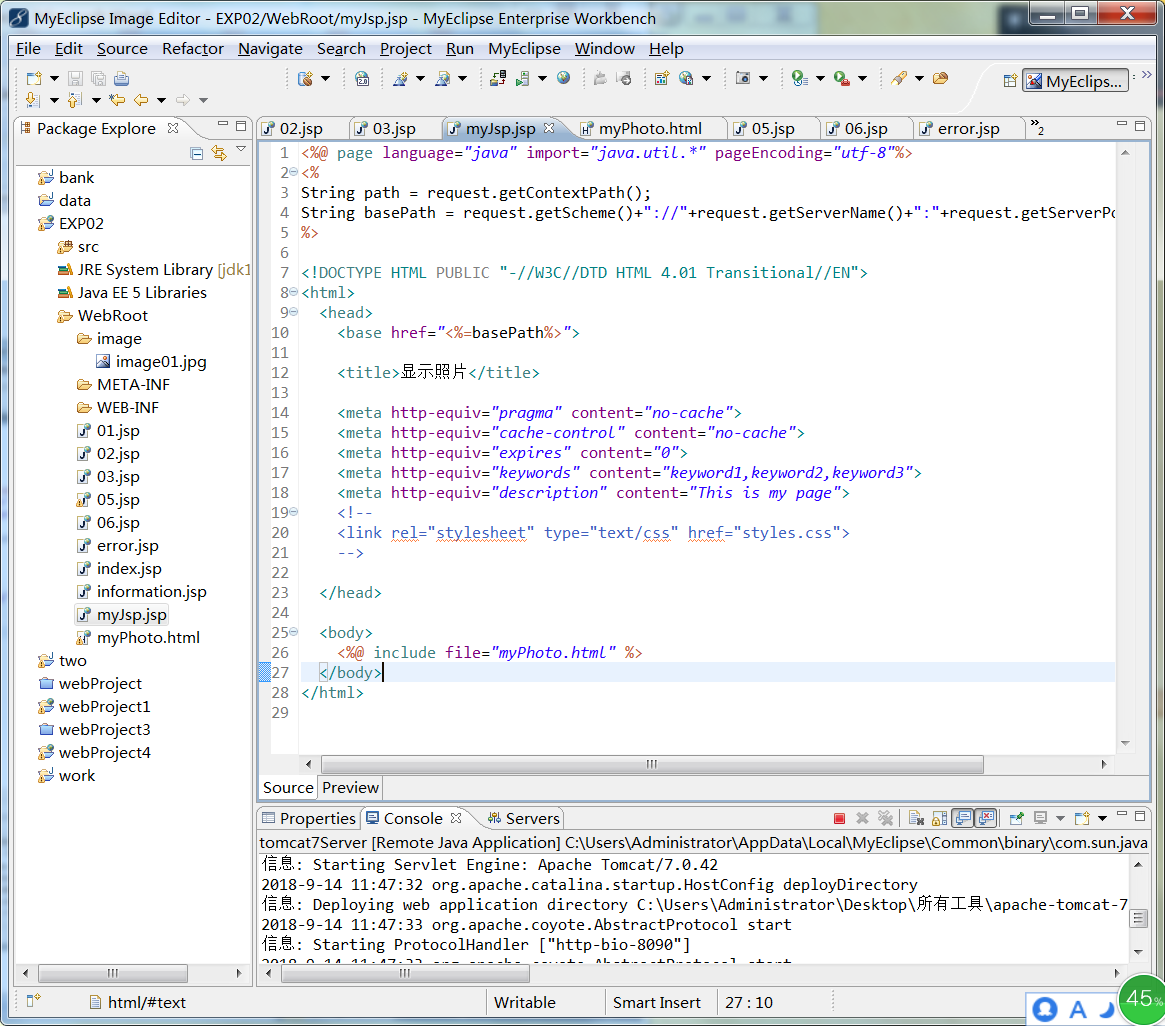 MyEclipse Image Editor - EXP02/WebRoot/myJsp.jsp - MyEclipse Enterprise Workbench
File Edit Source Refactor Navigate Search Project Run MyEclipse Window Help
MyEclips...
Package Explore
02.jsp 03.jsp myJsp.jsp myPhoto.html 05.jsp 06.jsp error.jsp »2
bank
data
EXP02
src
JRE System Library [jdk1
Java EE 5 Libraries
WebRoot
image
image01.jpg
META-INF
WEB-INF
01.jsp
02.jsp
03.jsp
05.jsp
06.jsp
error.jsp
index.jsp
information.jsp
myJsp.jsp
myPhoto.html
two
webProject
webProject1
webProject3
webProject4
work
1 <%@ page language="java" import="java.util.*" pageEncoding="utf-8"%>
2 <%
3 String path = request.getContextPath();
4 String basePath = request.getScheme()+"://"+request.getServerName()+":"+request.getServerPo
5 %>
6
7 <!DOCTYPE HTML PUBLIC "-//W3C//DTD HTML 4.01 Transitional//EN">
8 <html>
9 <head>
10 <base href="<%=basePath%>">
11
12 <title>显示照片</title>
13
14 <meta http-equiv="pragma" content="no-cache">
15 <meta http-equiv="cache-control" content="no-cache">
16 <meta http-equiv="expires" content="0">
17 <meta http-equiv="keywords" content="keyword1,keyword2,keyword3">
18 <meta http-equiv="description" content="This is my page">
19 <!--
20 <link rel="stylesheet" type="text/css" href="styles.css">
21 -->
22
23 </head>
24
25 <body>
26 <%@ include file="myPhoto.html" %>
27 </body>
28 </html>
29
Source Preview
Properties Console Servers
tomcat7Server [Remote Java Application] C:\Users\Administrator\AppData\Local\MyEclipse\Common\binary\com.sun.java
信息: Starting Servlet Engine: Apache Tomcat/7.0.42
2018-9-14 11:47:32 org.apache.catalina.startup.HostConfig deployDirectory
信息: Deploying web application directory C:\Users\Administrator\Desktop\所有工具\apache-tomcat-7
2018-9-14 11:47:33 org.apache.coyote.AbstractProtocol start
信息: Starting ProtocolHandler ["http-bio-8090"]
2018-9-14 11:47:33 org.apache.coyote.AbstractProtocol start
html/#text Writable Smart Insert 27 : 10
A
45%